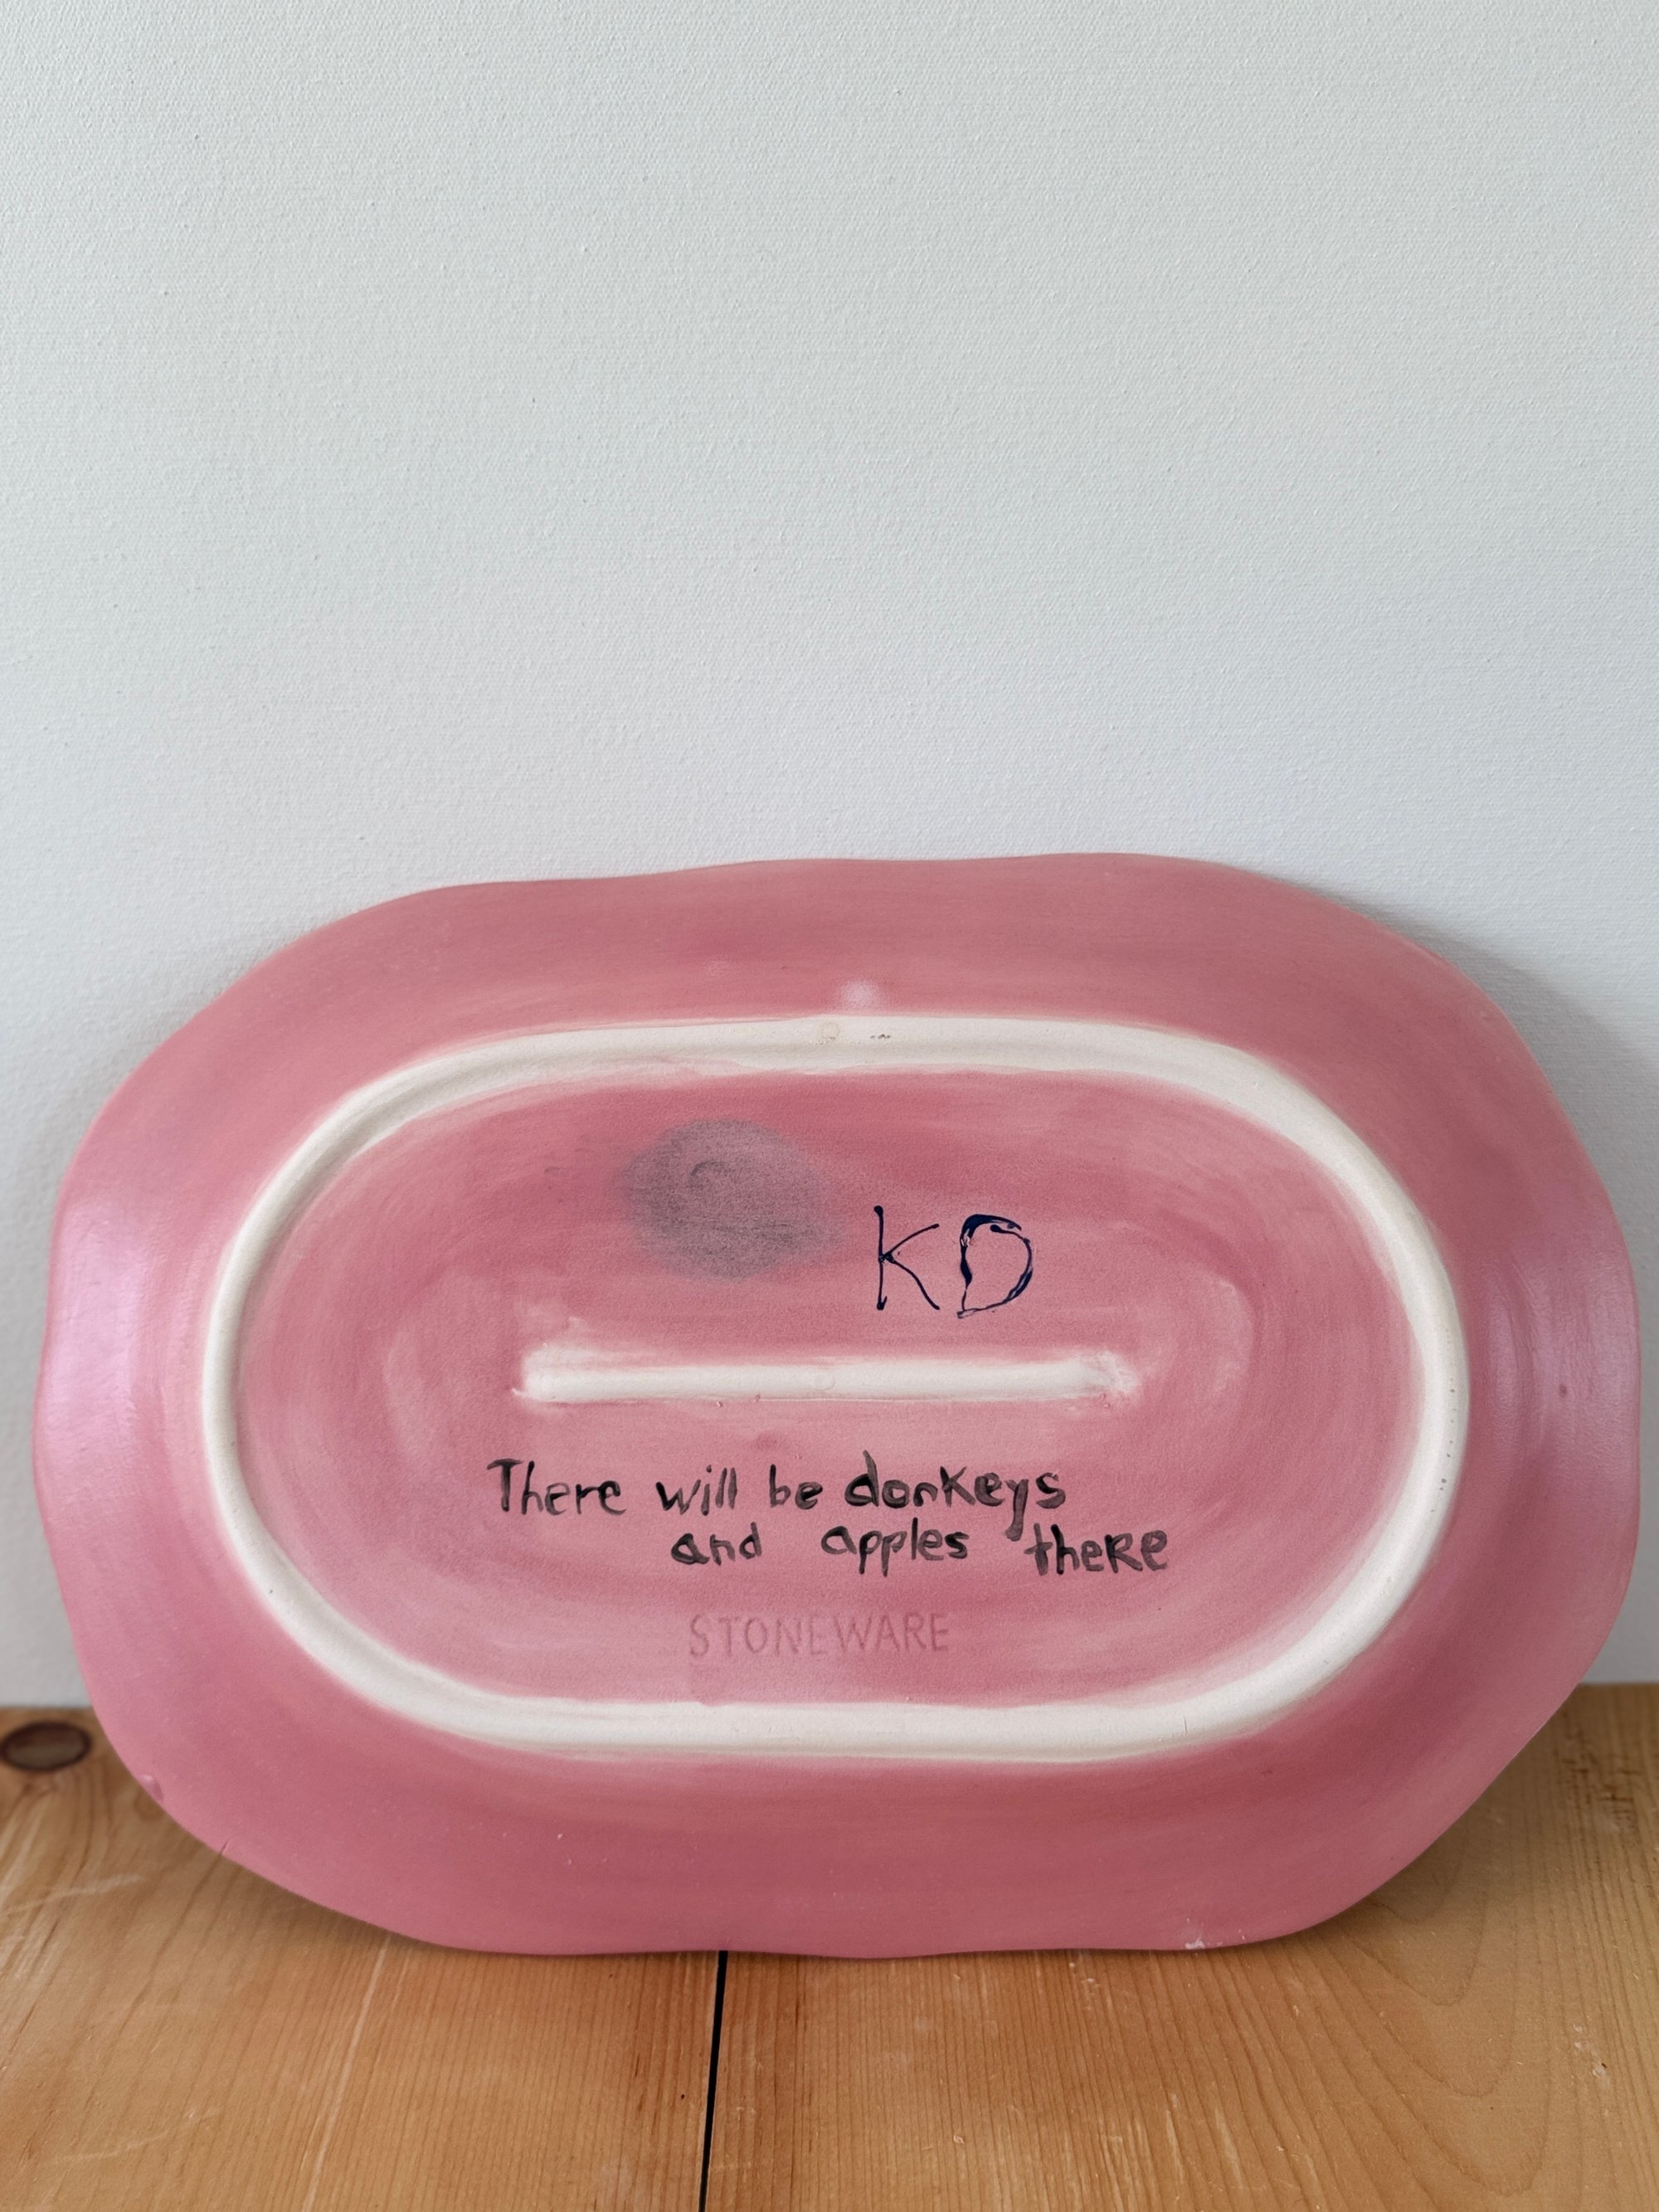 KD
There will be donkeys
and apples there
STONEWARE